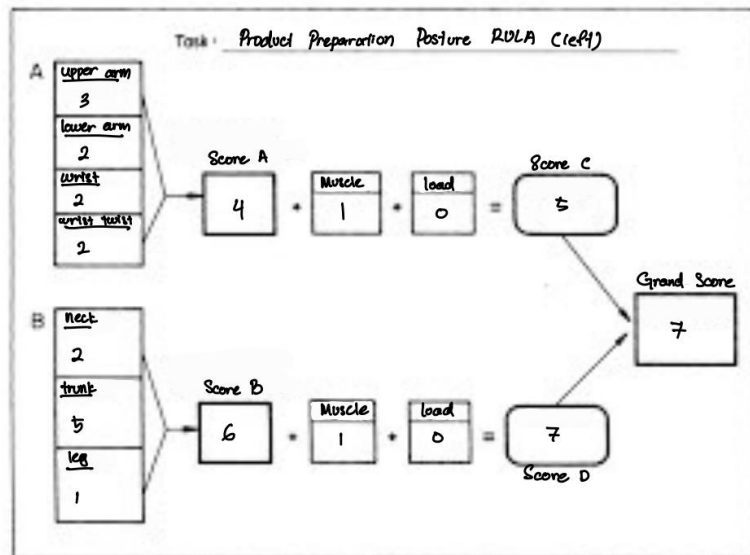 Task: Product Preparation Posture RULA (left)
A
upper arm
3
lower arm
2
wrist
2
wrist twist
2
Score A
4
+
Muscle
1
+
load
0
=
Score C
5
Grand Score
7
B
neck
2
trunk
5
leg
1
Score B
6
+
Muscle
1
+
load
0
=
7
Score D